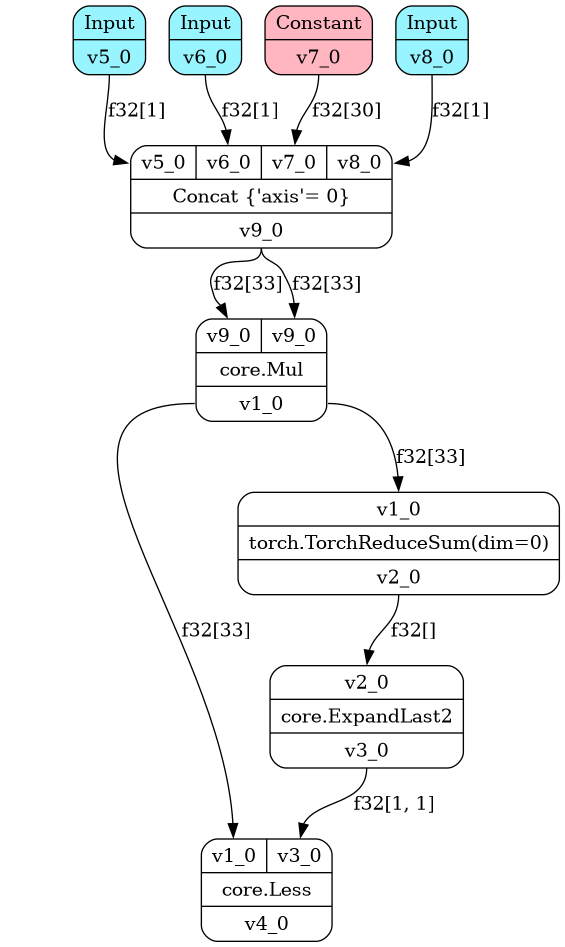 Input
v5_0
Input
v6_0
Constant
v7_0
Input
v8_0
f32[1]
f32[1]
f32[30]
f32[1]
v5_0 v6_0 v7_0 v8_0
Concat {'axis'= 0}
v9_0
f32[33]
f32[33]
v9_0 v9_0
core.Mul
v1_0
f32[33]
v1_0
torch.TorchReduceSum(dim=0)
v2_0
f32[33]
f32[]
v2_0
core.ExpandLast2
v3_0
f32[1, 1]
v1_0 v3_0
core.Less
v4_0